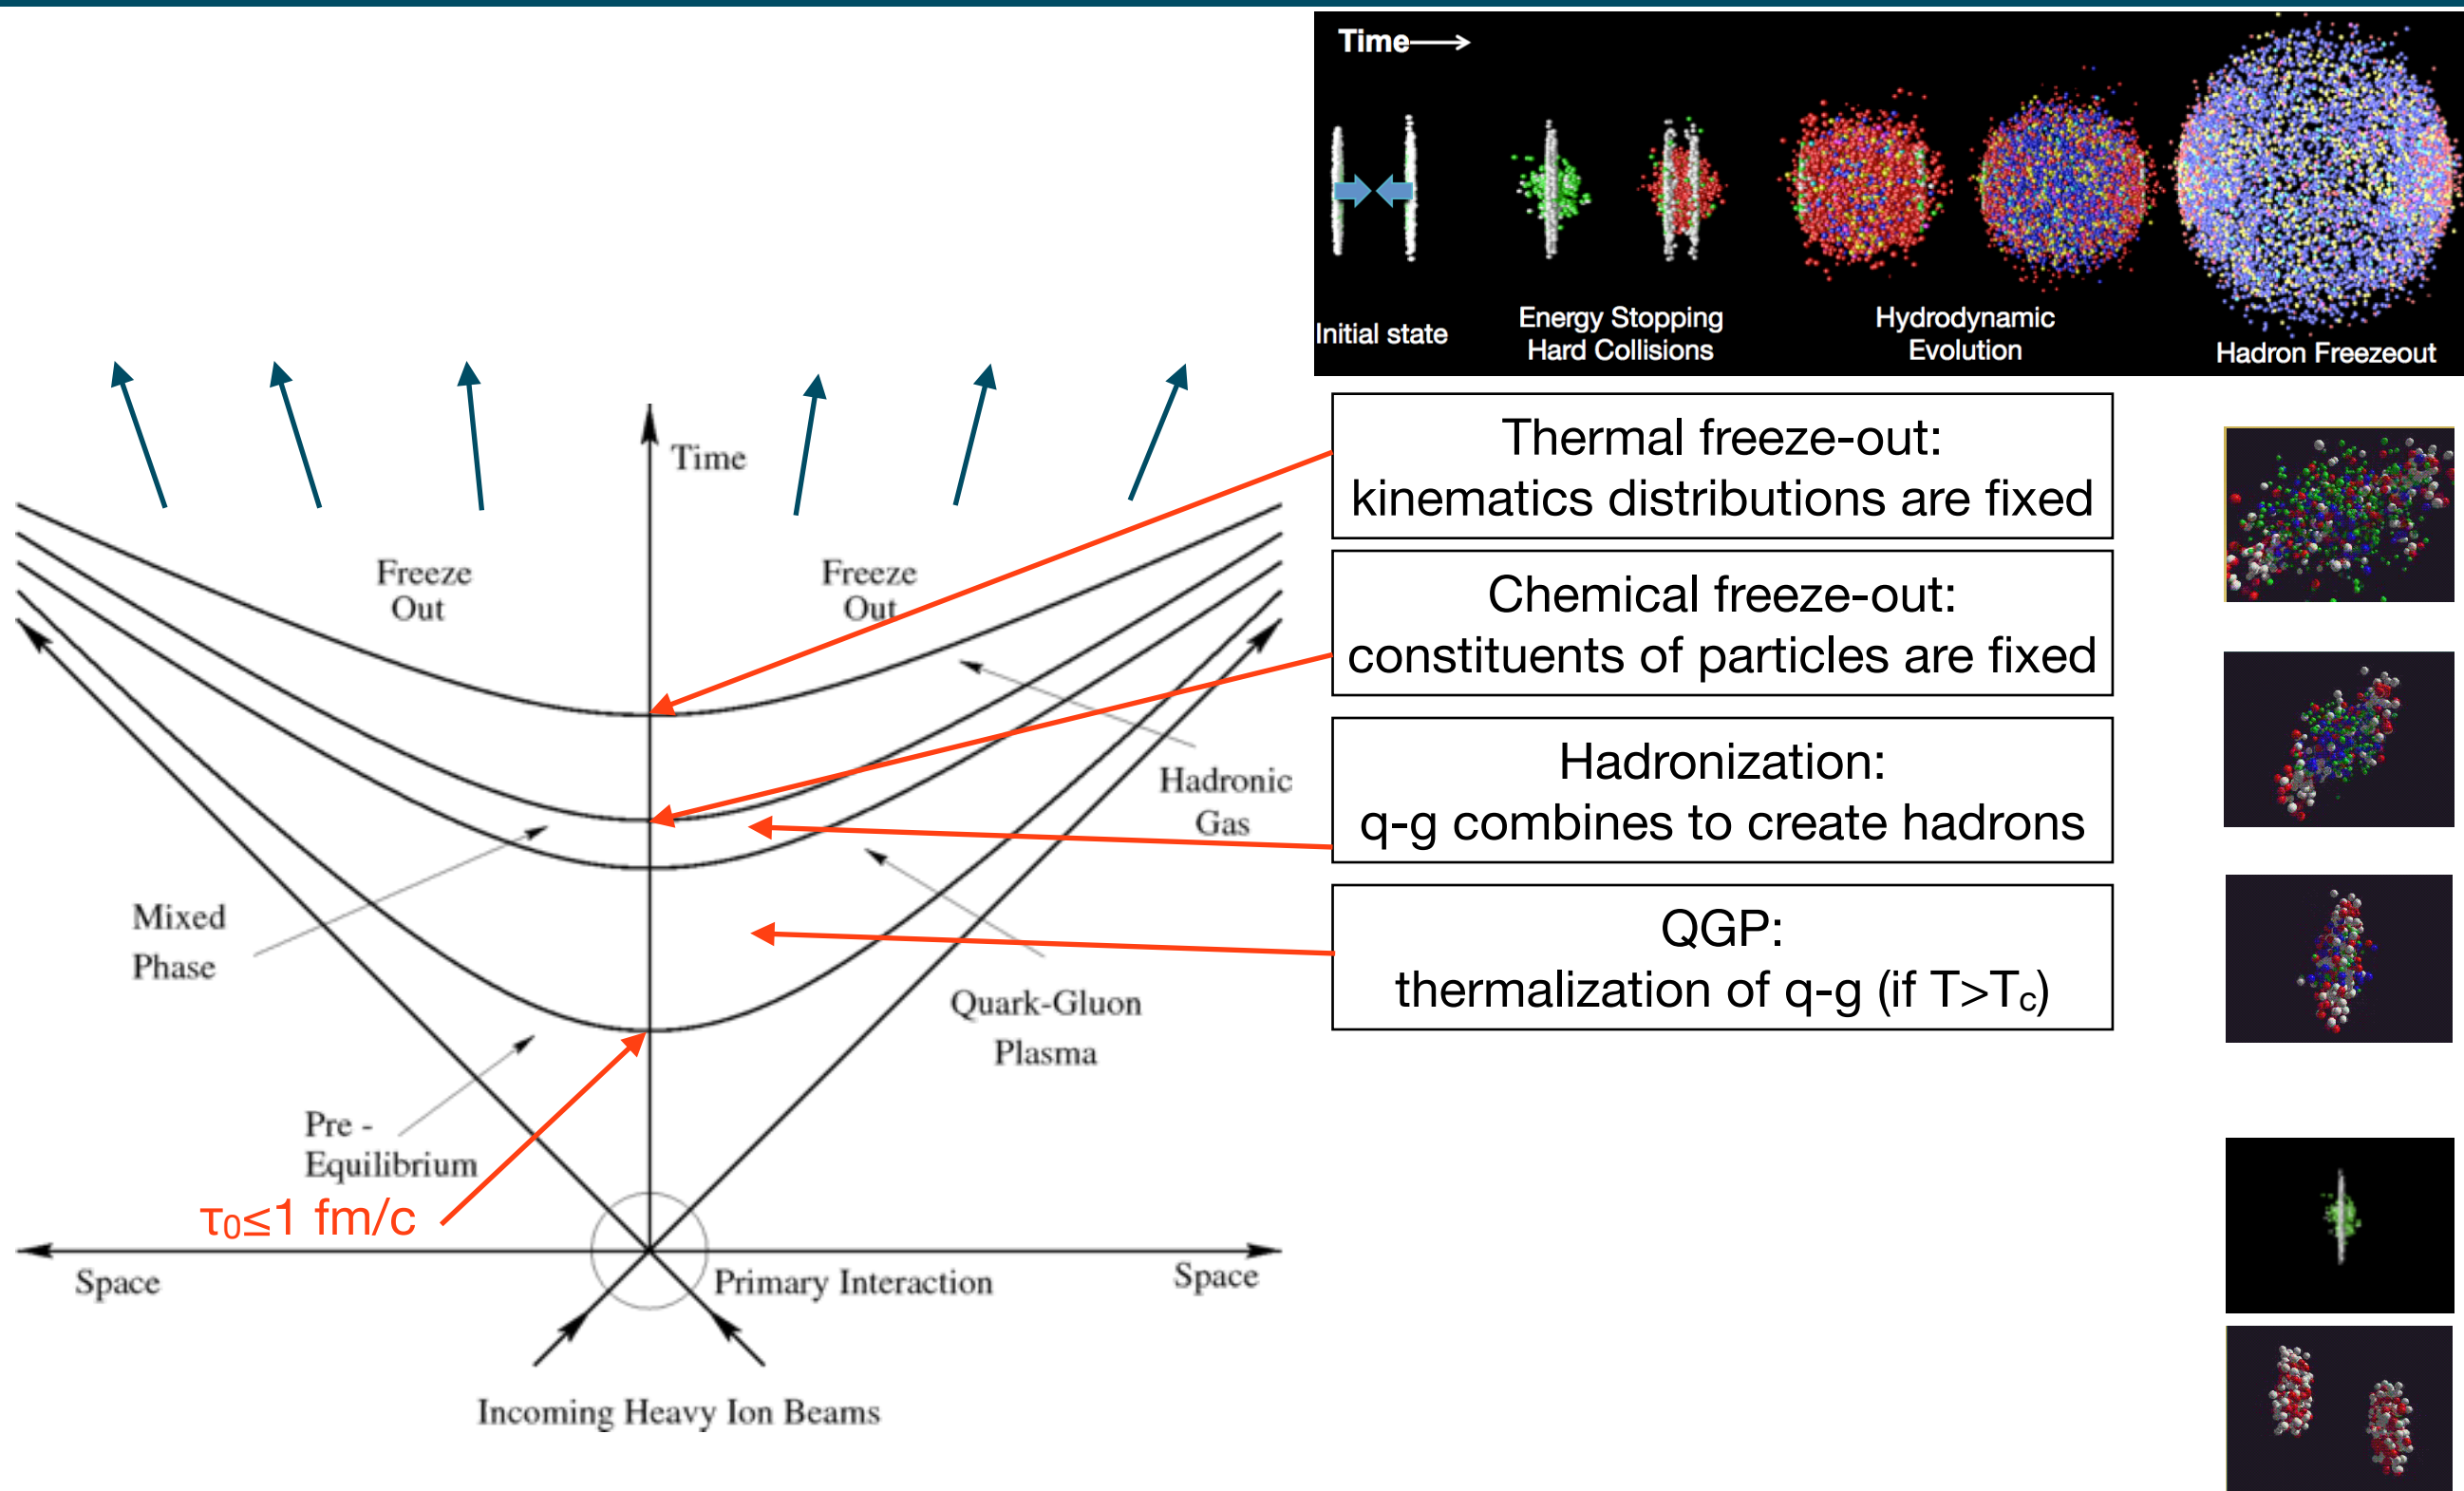 Time
Initial state
Energy Stopping
Hard Collisions
Hydrodynamic
Evolution
Hadron Freezeout
Time
Freeze
Out
Freeze
Out
Thermal freeze-out:
kinematics distributions are fixed
Chemical freeze-out:
constituents of particles are fixed
Hadronization:
q-g combines to create hadrons
QGP:
thermalization of q-g (if T>Tc)
Hadronic
Gas
Mixed
Phase
Quark-Gluon
Plasma
Pre -
Equilibrium
τ0≤1 fm/c
Space
Primary Interaction
Space
Incoming Heavy Ion Beams